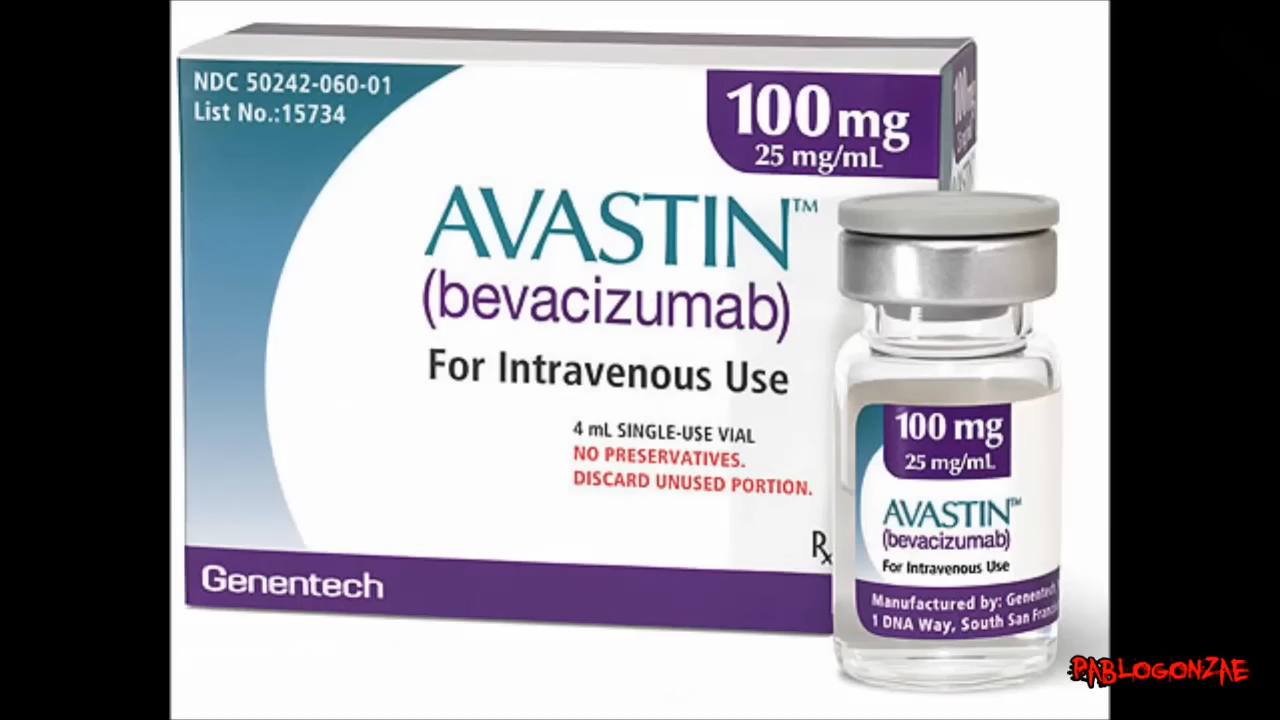 NDC 50242-060-01
List No.:15734
100 mg
25 mg/mL
AVASTIN™
(bevacizumab)
For Intravenous Use
4 mL SINGLE-USE VIAL
NO PRESERVATIVES.
DISCARD UNUSED PORTION.
Rx
Genentech
100 mg
25 mg/mL
AVASTIN™
(bevacizumab)
For Intravenous Use
Manufactured by: Genentech
1 DNA Way, South San
PABLOGONZAE